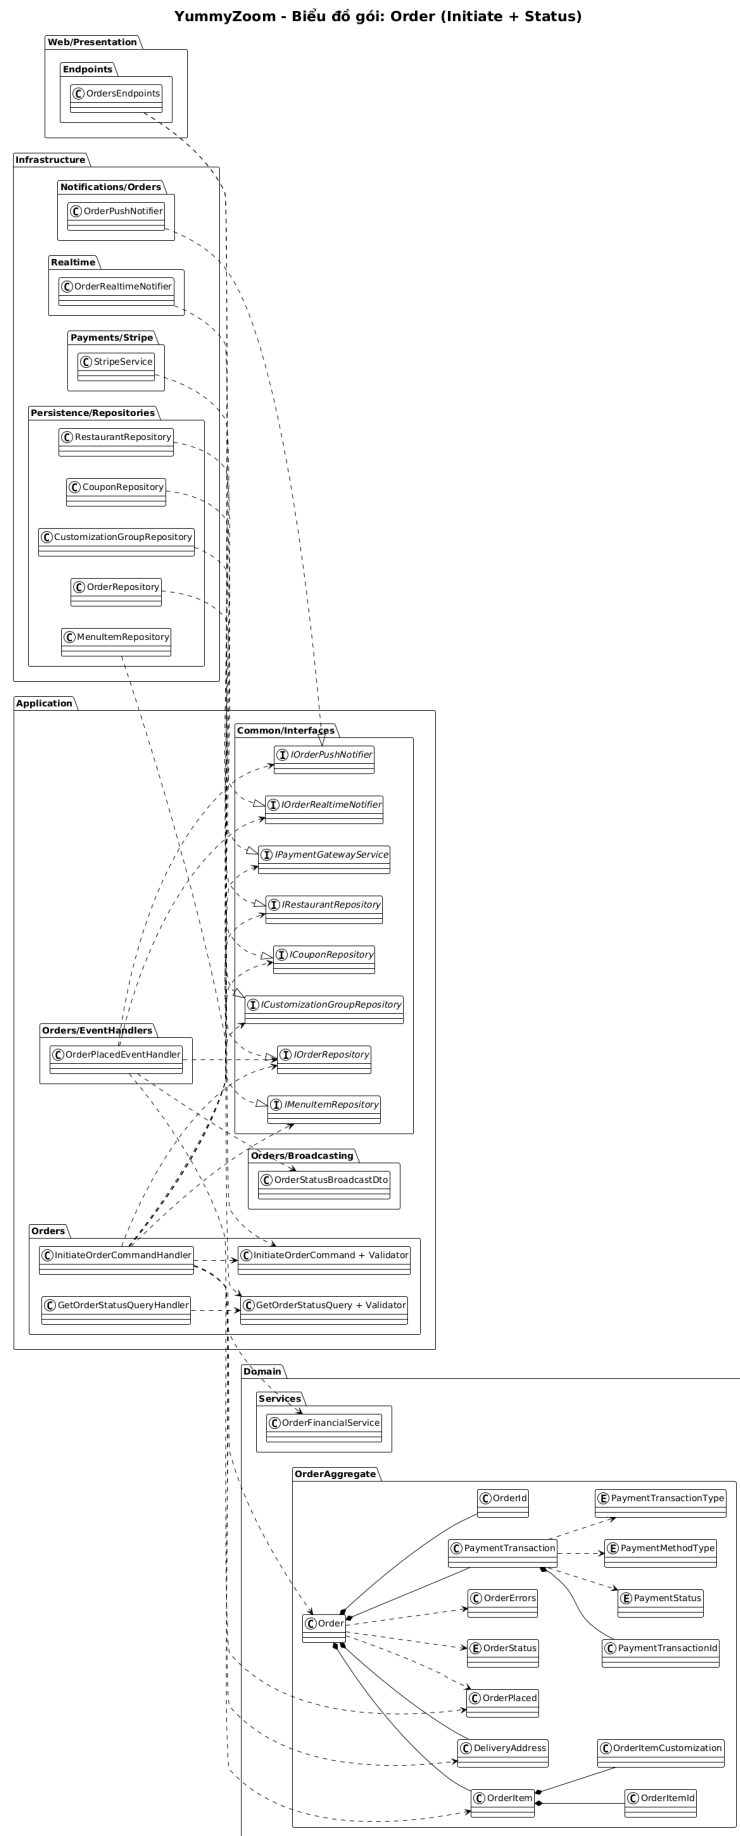 YummyZoom - Biểu đồ gói: Order (Initiate + Status)
Web/Presentation
Endpoints
C OrdersEndpoints
Infrastructure
Notifications/Orders
C OrderPushNotifier
Realtime
C OrderRealtimeNotifier
Payments/Stripe
C StripeService
Persistence/Repositories
C RestaurantRepository
C CouponRepository
C CustomizationGroupRepository
C OrderRepository
C MenuItemRepository
Application
Common/Interfaces
I IOrderPushNotifier
I IOrderRealtimeNotifier
I IPaymentGatewayService
I IRestaurantRepository
I ICouponRepository
I ICustomizationGroupRepository
Orders/EventHandlers
C OrderPlacedEventHandler
I IOrderRepository
I IMenuItemRepository
Orders/Broadcasting
C OrderStatusBroadcastDto
Orders
C InitiateOrderCommandHandler
C InitiateOrderCommand + Validator
C GetOrderStatusQueryHandler
C GetOrderStatusQuery + Validator
Domain
Services
C OrderFinancialService
OrderAggregate
C OrderId
E PaymentTransactionType
C PaymentTransaction
E PaymentMethodType
C OrderErrors
E PaymentStatus
C Order
E OrderStatus
C PaymentTransactionId
C OrderPlaced
C DeliveryAddress
C OrderItemCustomization
C OrderItem
C OrderItemId